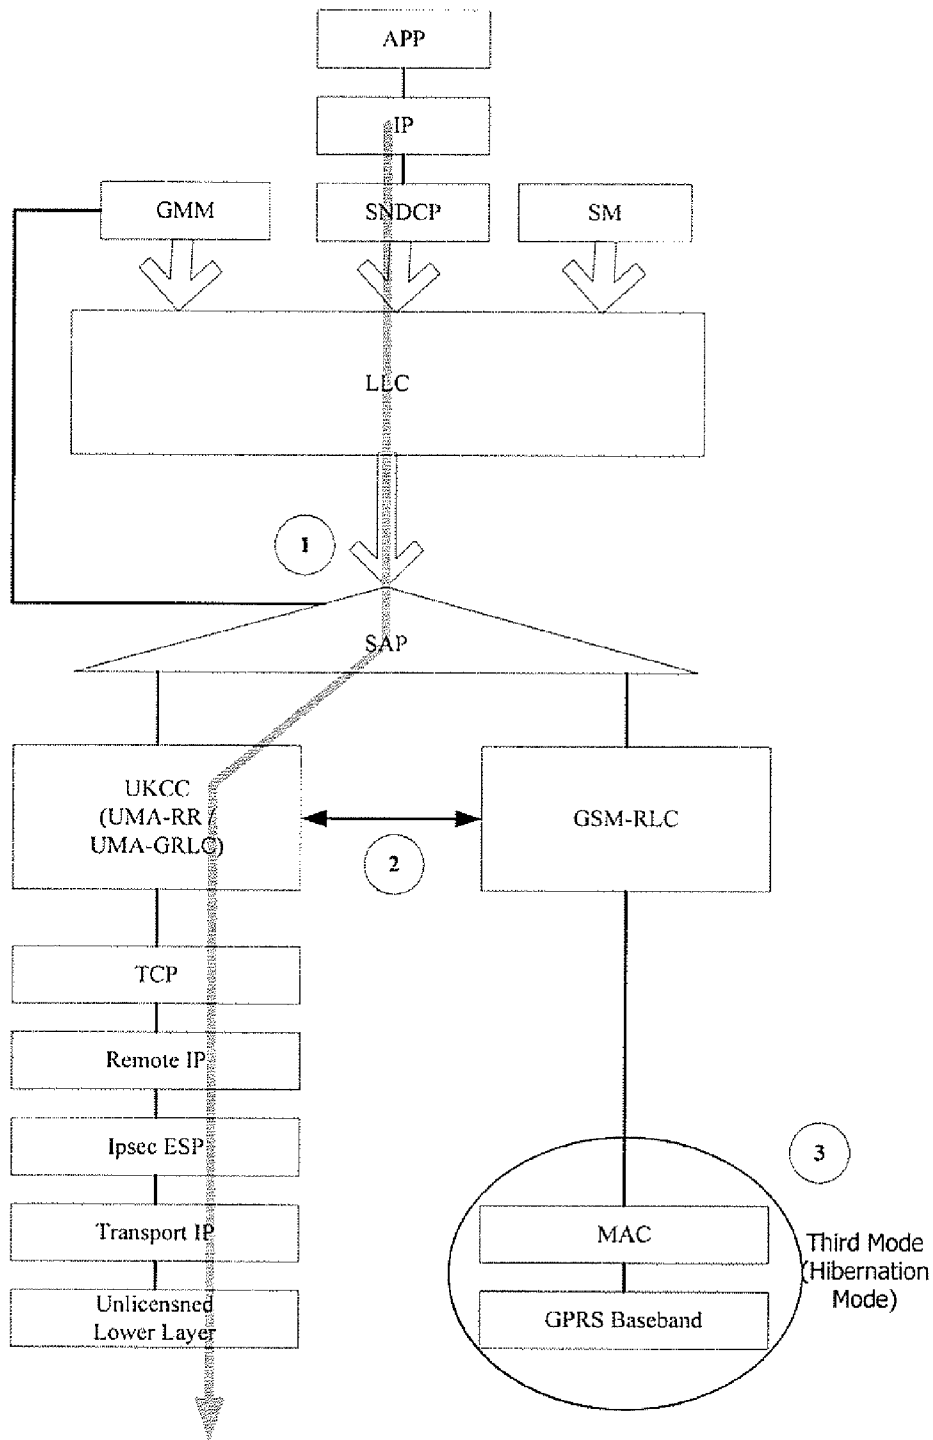 APP
IP
GMM
SNDCP
SM
LLC
1
SAP
UKCC
(UMA-RR /
UMA-GRLC)
GSM-RLC
2
TCP
Remote IP
Ipsec ESP
3
Transport IP
MAC
Third Mode
(Hibernation
Mode)
Unlicensned
Lower Layer
GPRS Baseband